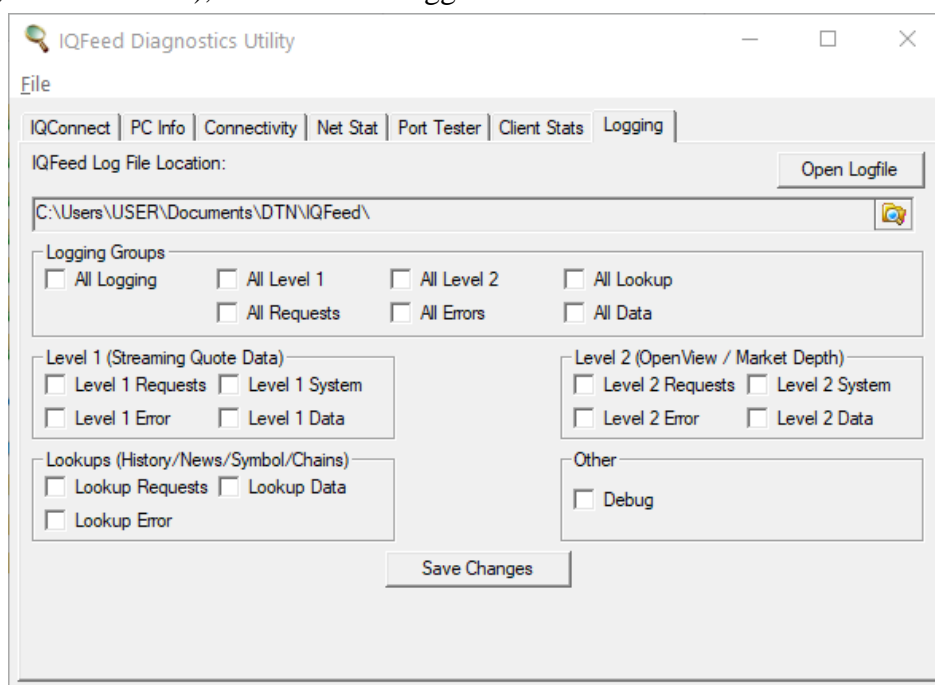 IQFeed Diagnostics Utility
File
IQConnect PC Info Connectivity Net Stat Port Tester Client Stats Logging
IQFeed Log File Location:
Open Logfile
C:\Users\USER\Documents\DTN\IQFeed\
Logging Groups
All Logging All Level 1 All Level 2 All Lookup
All Requests All Errors All Data
Level 1 (Streaming Quote Data)
Level 1 Requests Level 1 System
Level 1 Error Level 1 Data
Level 2 (OpenView / Market Depth)
Level 2 Requests Level 2 System
Level 2 Error Level 2 Data
Lookups (History/News/Symbol/Chains)
Lookup Requests Lookup Data
Lookup Error
Other
Debug
Save Changes